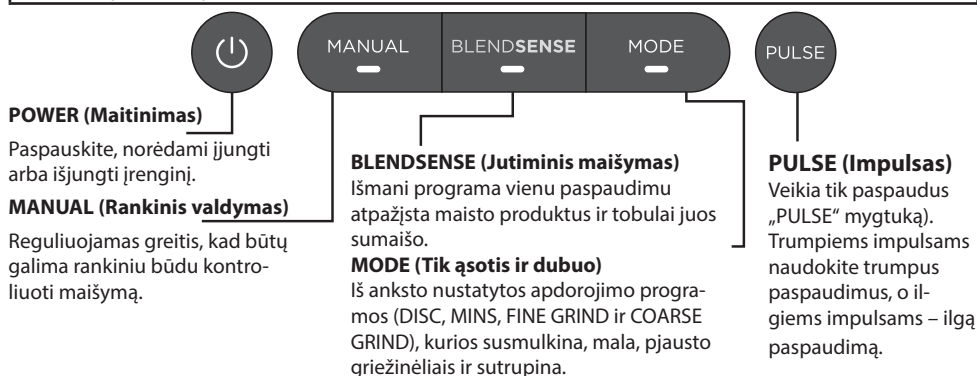 MANUAL
BLENDSENSE
MODE
PULSE
POWER (Maitinimas)
Paspauskite, norėdami įjungti
arba išjungti įrenginį.
MANUAL (Rankinis valdymas)
Reguliuojamas greitis, kad būtų
galima rankiniu būdu kontro-
liuoti maišymą.
BLENDSENSE (Jutiminis maišymas)
Išmani programa vienu paspaudimu
atpažįsta maisto produktus ir tobulai juos
sumaišo.
MODE (Tik ąsotis ir dubuo)
Iš anksto nustatytos apdorojimo progra-
mos (DISC, MINS, FINE GRIND ir COARSE
GRIND), kurios susmulkina, mala, pjausto
griežinėliais ir sutrupina.
PULSE (Impulsas)
Veikia tik paspaudus
„PULSE“ mygtuką).
Trumpiems impulsams
naudokite trumpus
paspaudimus, o il-
giems impulsams – ilgą
paspaudimą.